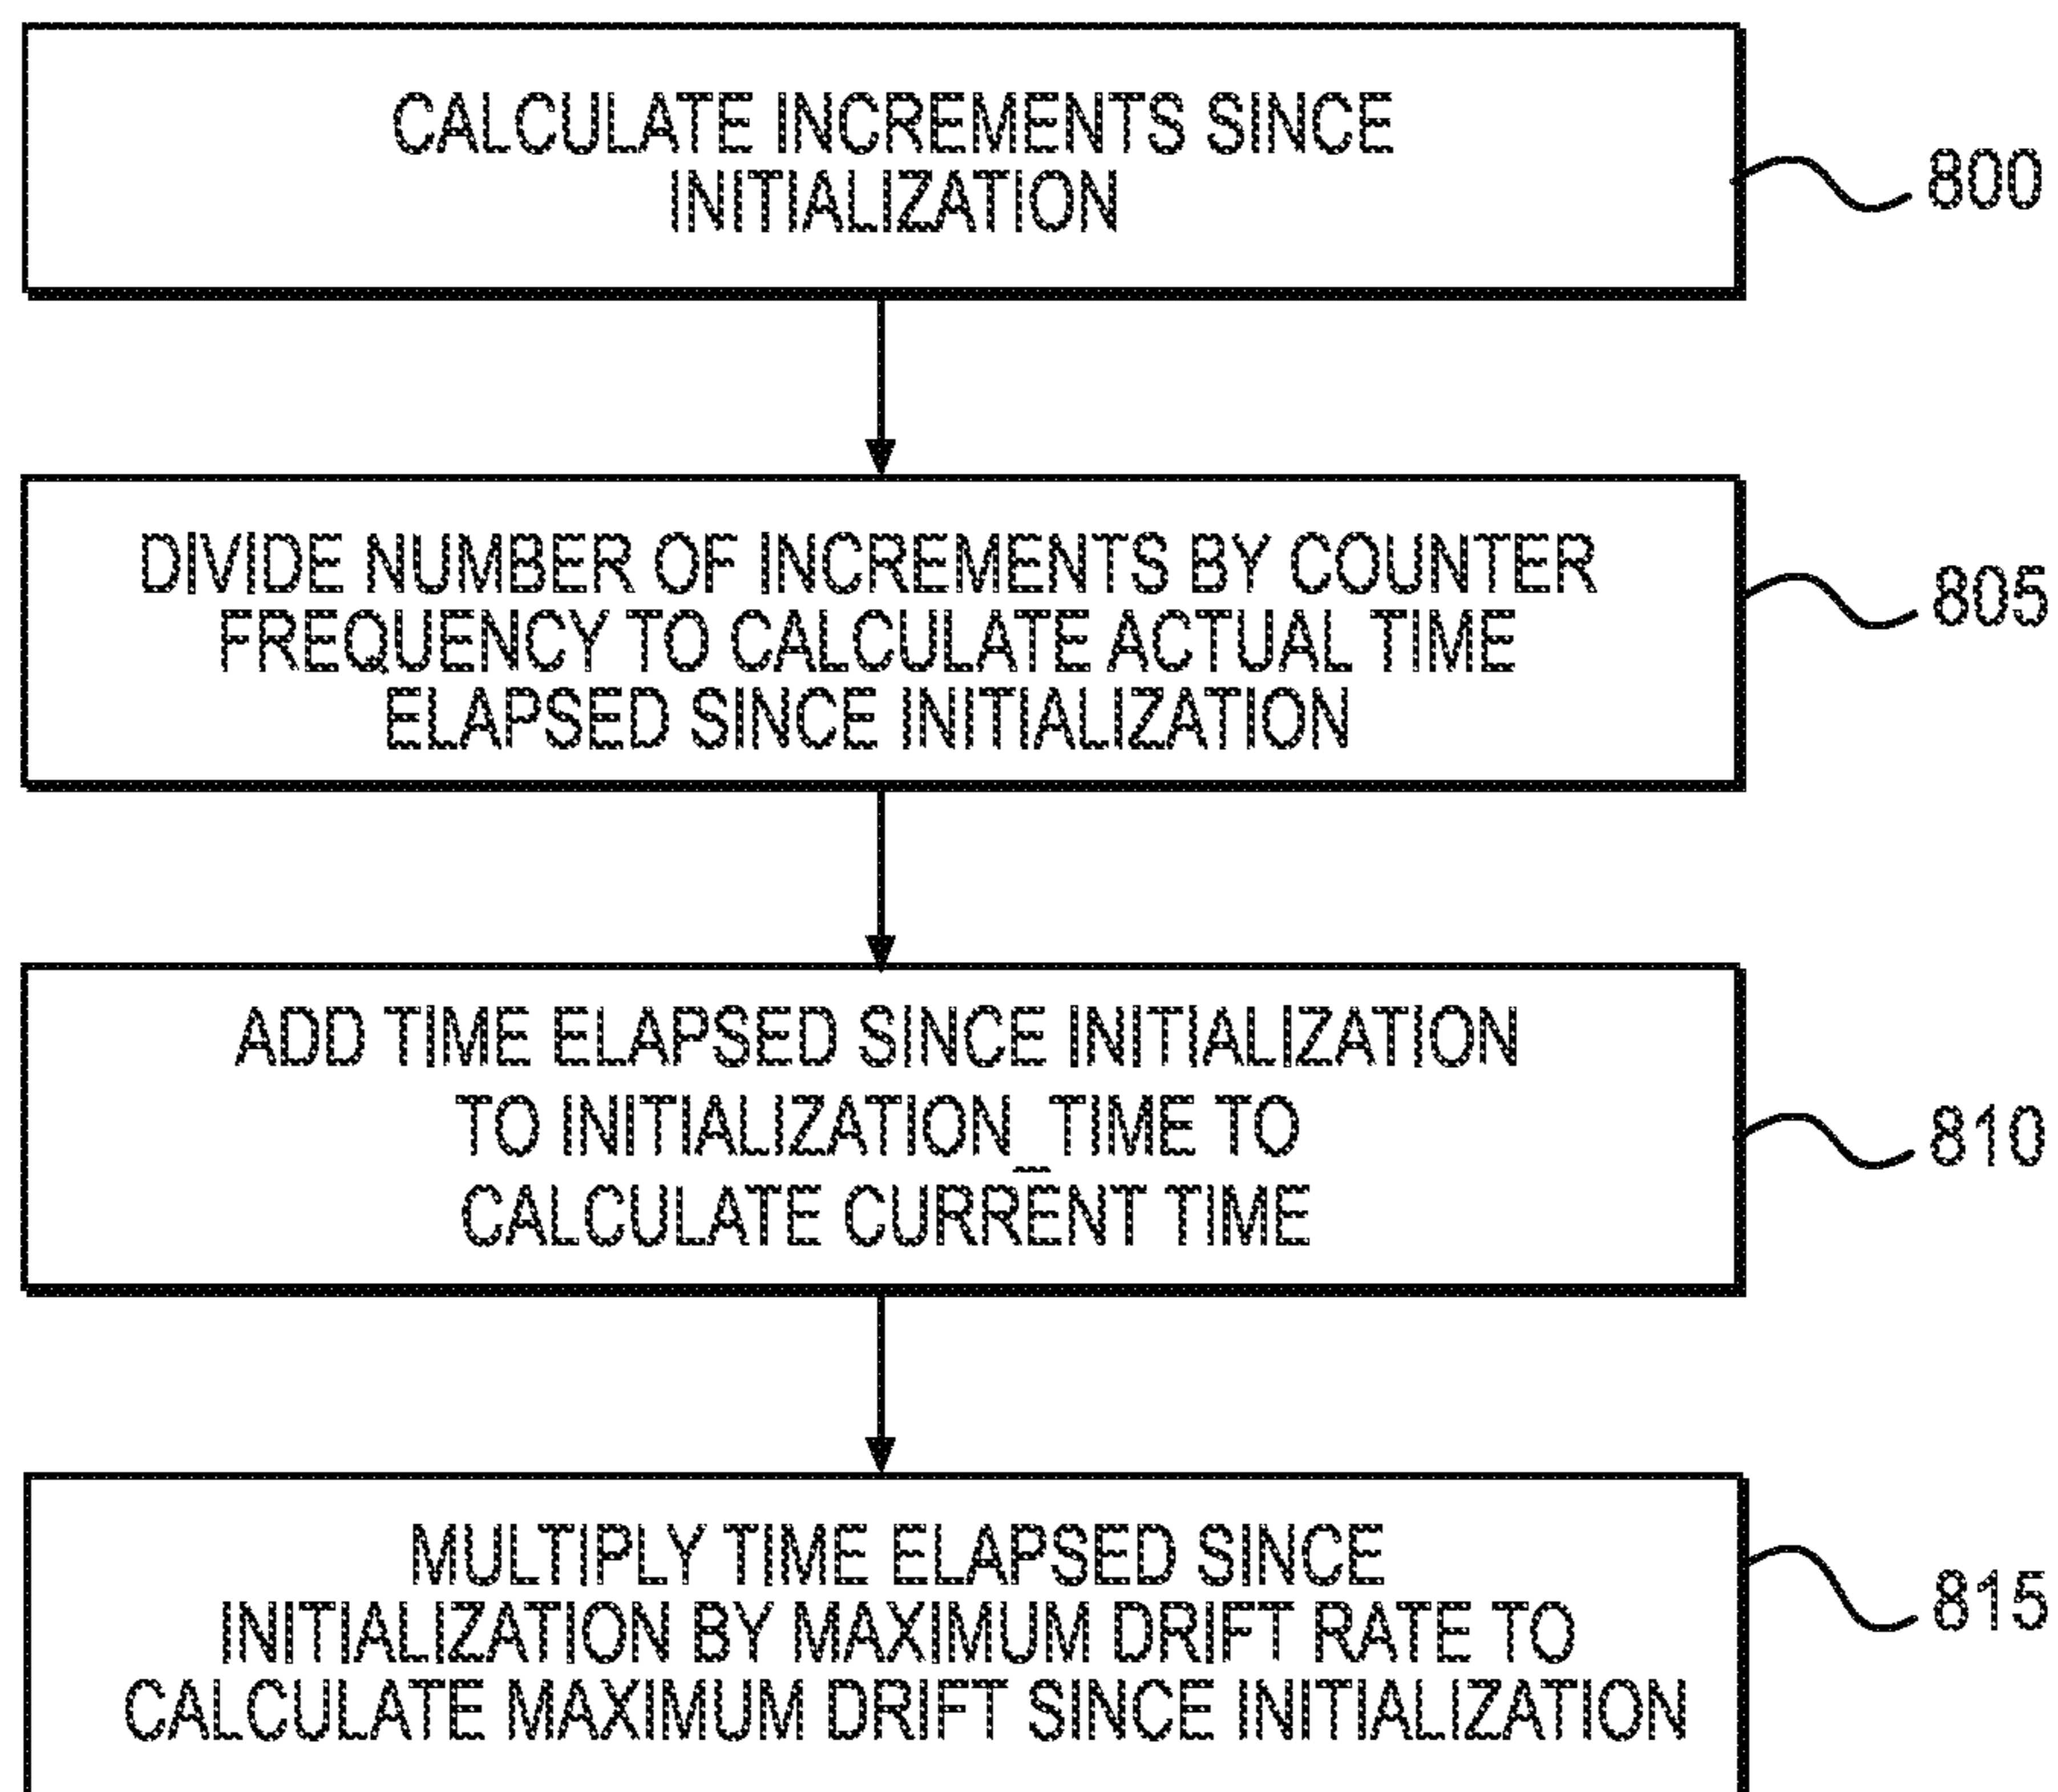 CALCULATE INCREMENTS SINCE
INITIALIZATION
800
DIVIDE NUMBER OF INCREMENTS BY COUNTER
FREQUENCY TO CALCULATE ACTUAL TIME
ELAPSED SINCE INITIALIZATION
805
ADD TIME ELAPSED SINCE INITIALIZATION
TO INITIALIZATION_TIME TO
CALCULATE CURRENT TIME
810
MULTIPLY TIME ELAPSED SINCE
INITIALIZATION BY MAXIMUM DRIFT RATE TO
CALCULATE MAXIMUM DRIFT SINCE INITIALIZATION
815